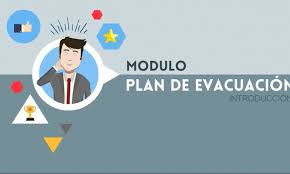 MODULO
PLAN DE EVACUACIÓN
INTRODUCCIÓN